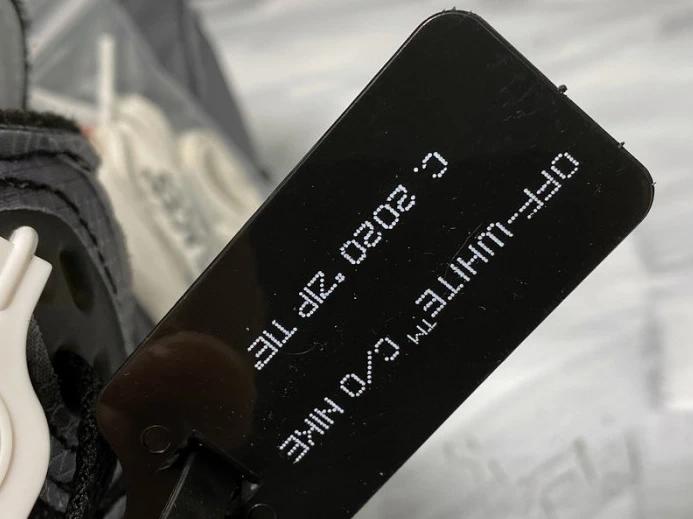 OFF--WHITE™ C/O NIKE
C. 2020 "ZIP TIE"